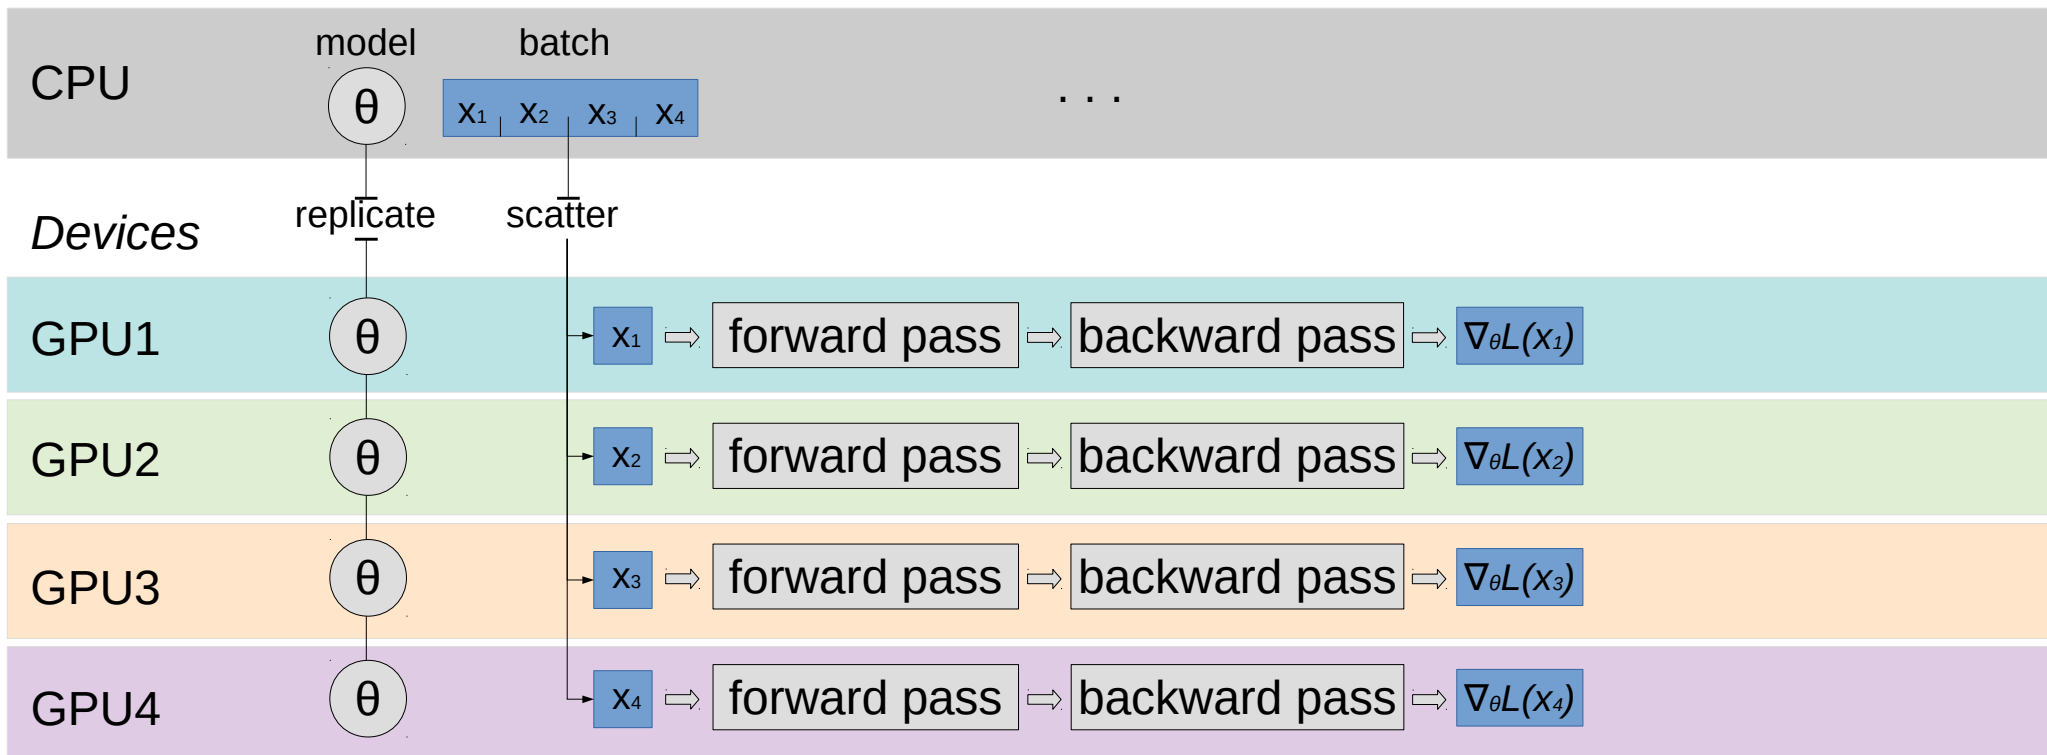 model batch
CPU θ x₁ x₂ x₃ x₄ . . .
replicate scatter
Devices
GPU1 θ x₁ forward pass backward pass ∇θL(x₁)
GPU2 θ x₂ forward pass backward pass ∇θL(x₂)
GPU3 θ x₃ forward pass backward pass ∇θL(x₃)
GPU4 θ x₄ forward pass backward pass ∇θL(x₄)